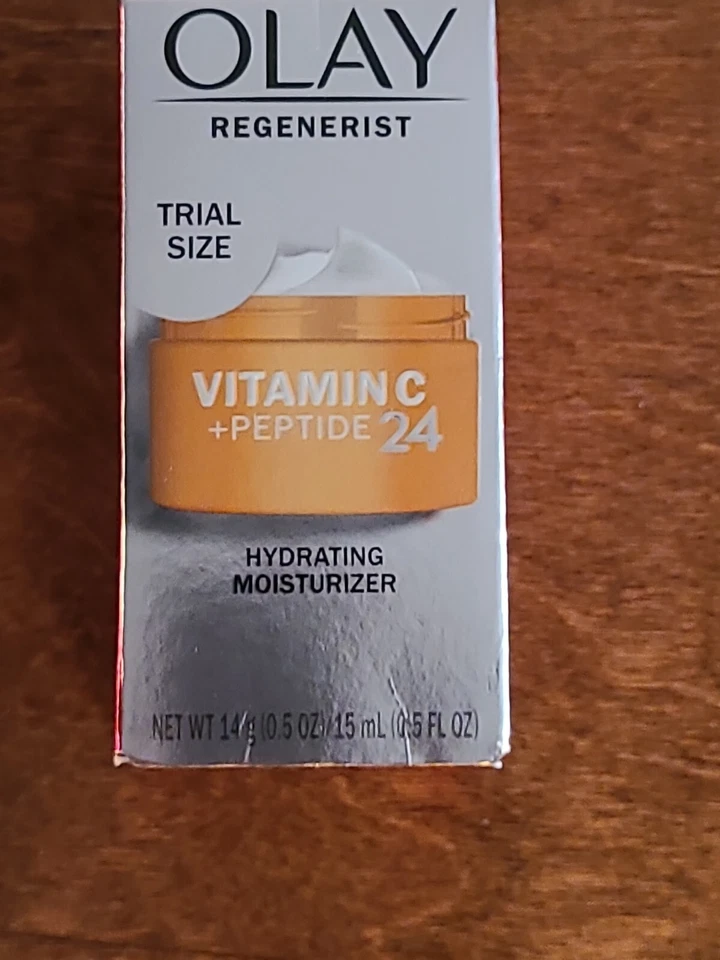 OLAY
REGENERIST
TRIAL
SIZE
VITAMIN C
+PEPTIDE 24
HYDRATING
MOISTURIZER
NET WT 14 g (0.5 OZ)/15 mL (0.5 FL OZ)